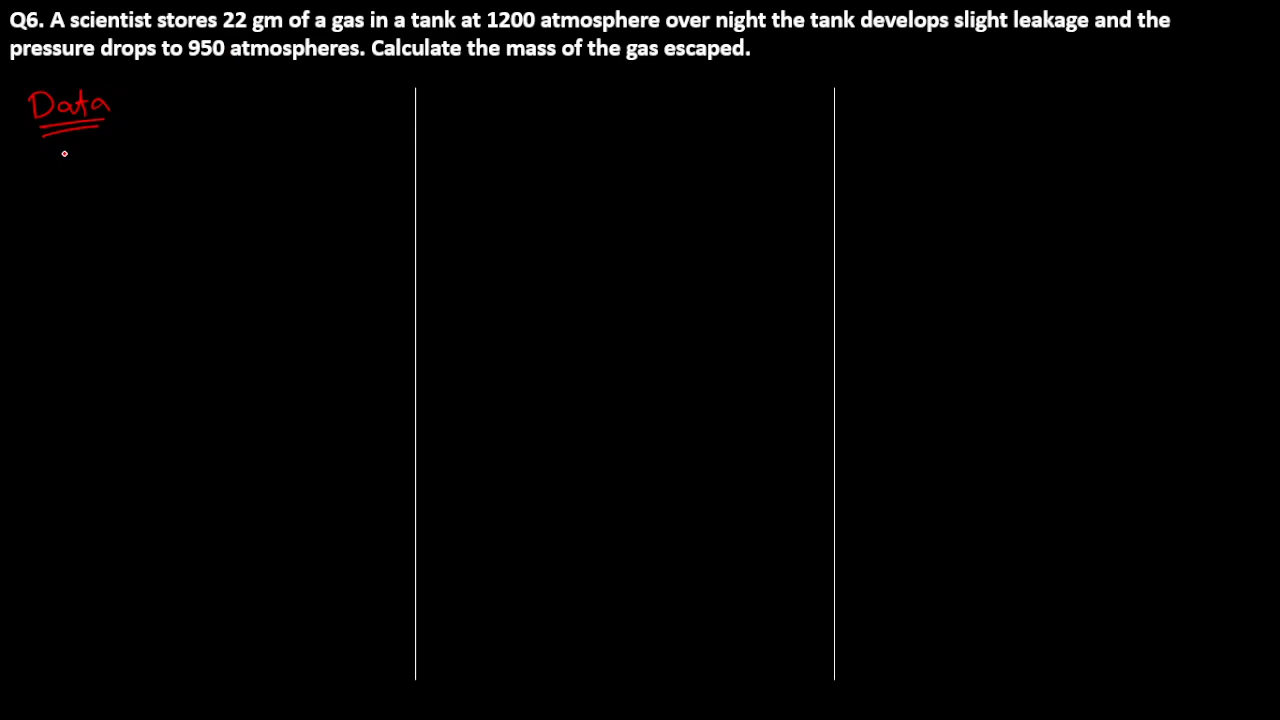 Q6. A scientist stores 22 gm of a gas in a tank at 1200 atmosphere over night the tank develops slight leakage and the
pressure drops to 950 atmospheres. Calculate the mass of the gas escaped.
Data